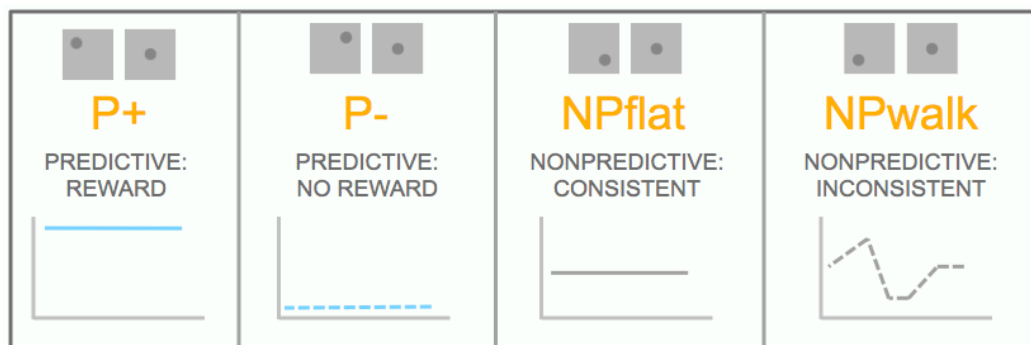 P+
PREDICTIVE:
REWARD
P-
PREDICTIVE:
NO REWARD
NPflat
NONPREDICTIVE:
CONSISTENT
NPwalk
NONPREDICTIVE:
INCONSISTENT